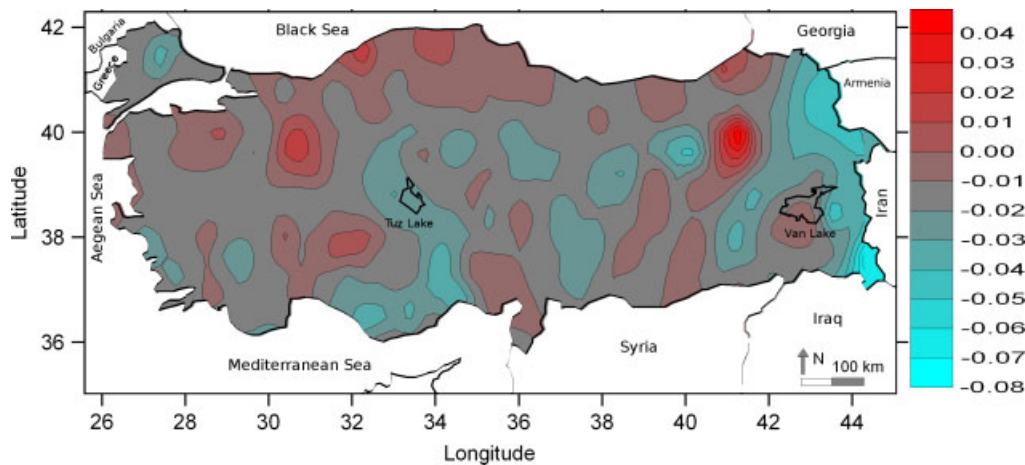 42
40
38
36
Latitude
Bulgaria
Greece
Black Sea
Georgia
Armenia
Aegean Sea
Tuz Lake
Van Lake
Iran
Mediterranean Sea
Syria
Iraq
N
100 km
26 28 30 32 34 36 38 40 42 44
Longitude
0.04
0.03
0.02
0.01
0.00
-0.01
-0.02
-0.03
-0.04
-0.05
-0.06
-0.07
-0.08